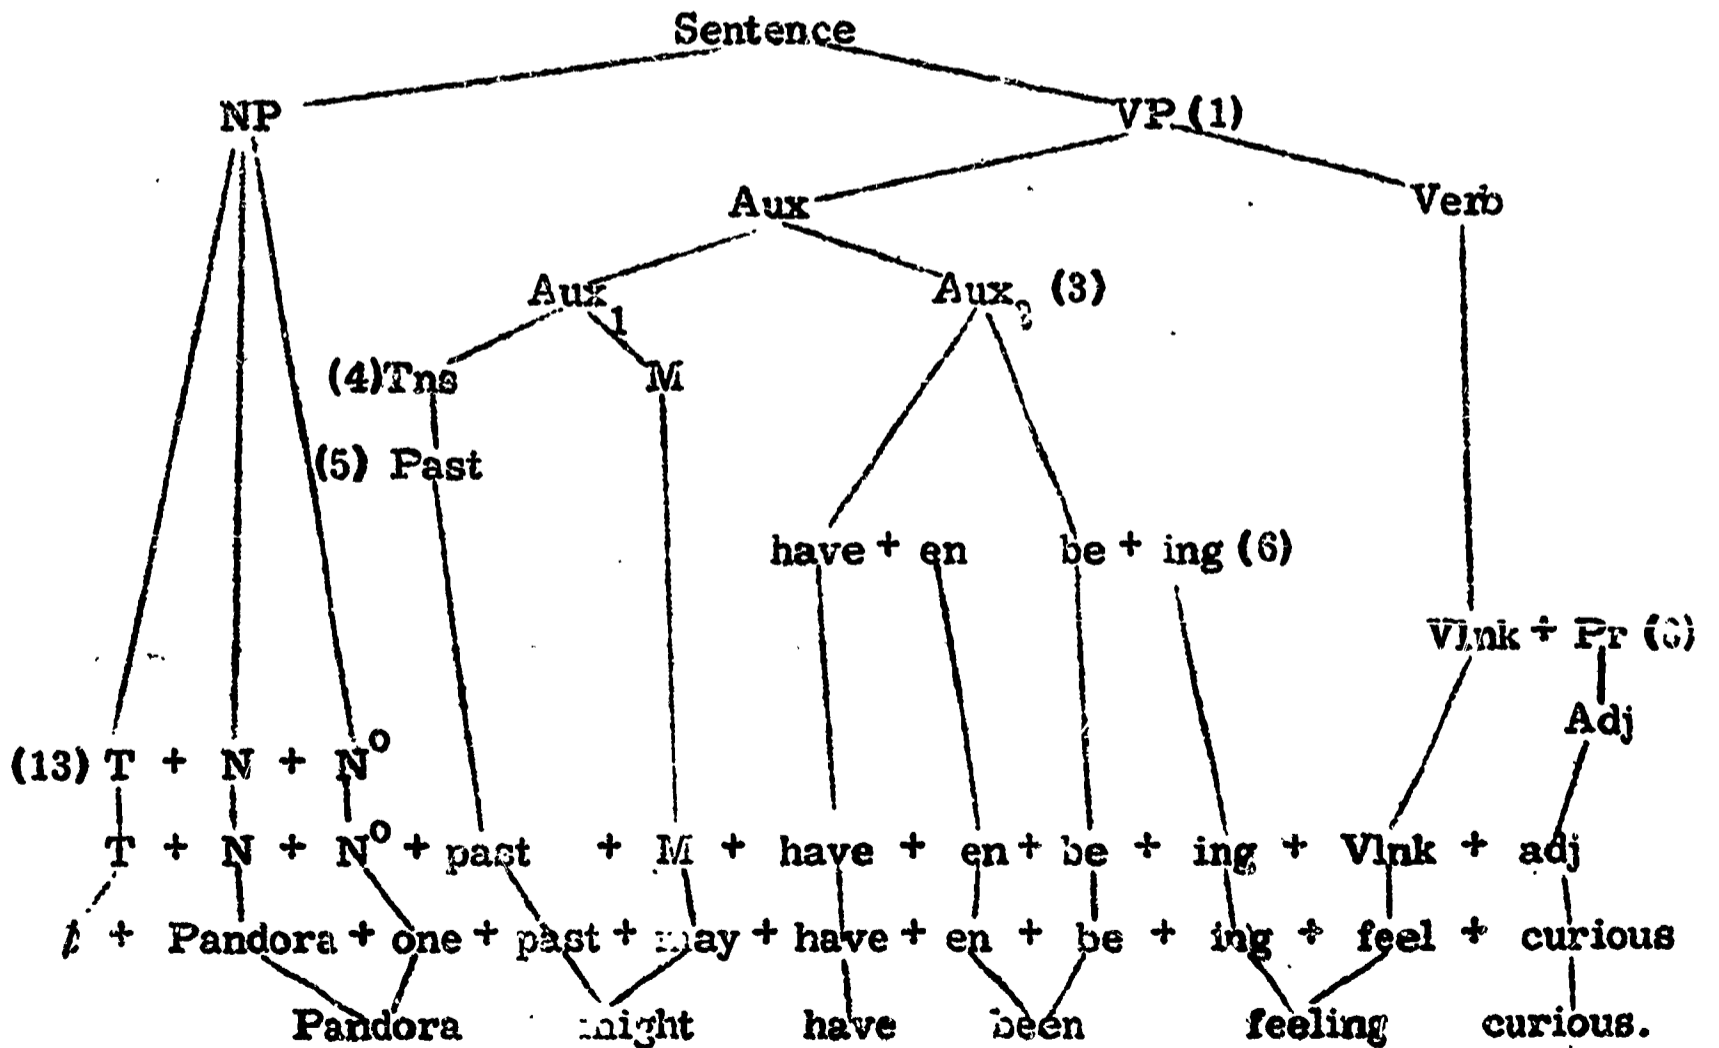 Sentence
NP VP (1)
Aux Verb
Aux1 Aux2 (3)
(4)Tns M
(5) Past
have + en be + ing (6)
Vlnk + Pr
Adj
(13) T + N + N°
T + N + N° + past + M + have + en + be + ing + Vlnk + adj
+ Pandora + one + past + may + have + en + be + ing + feel + curious
Pandora might have been feeling curious.